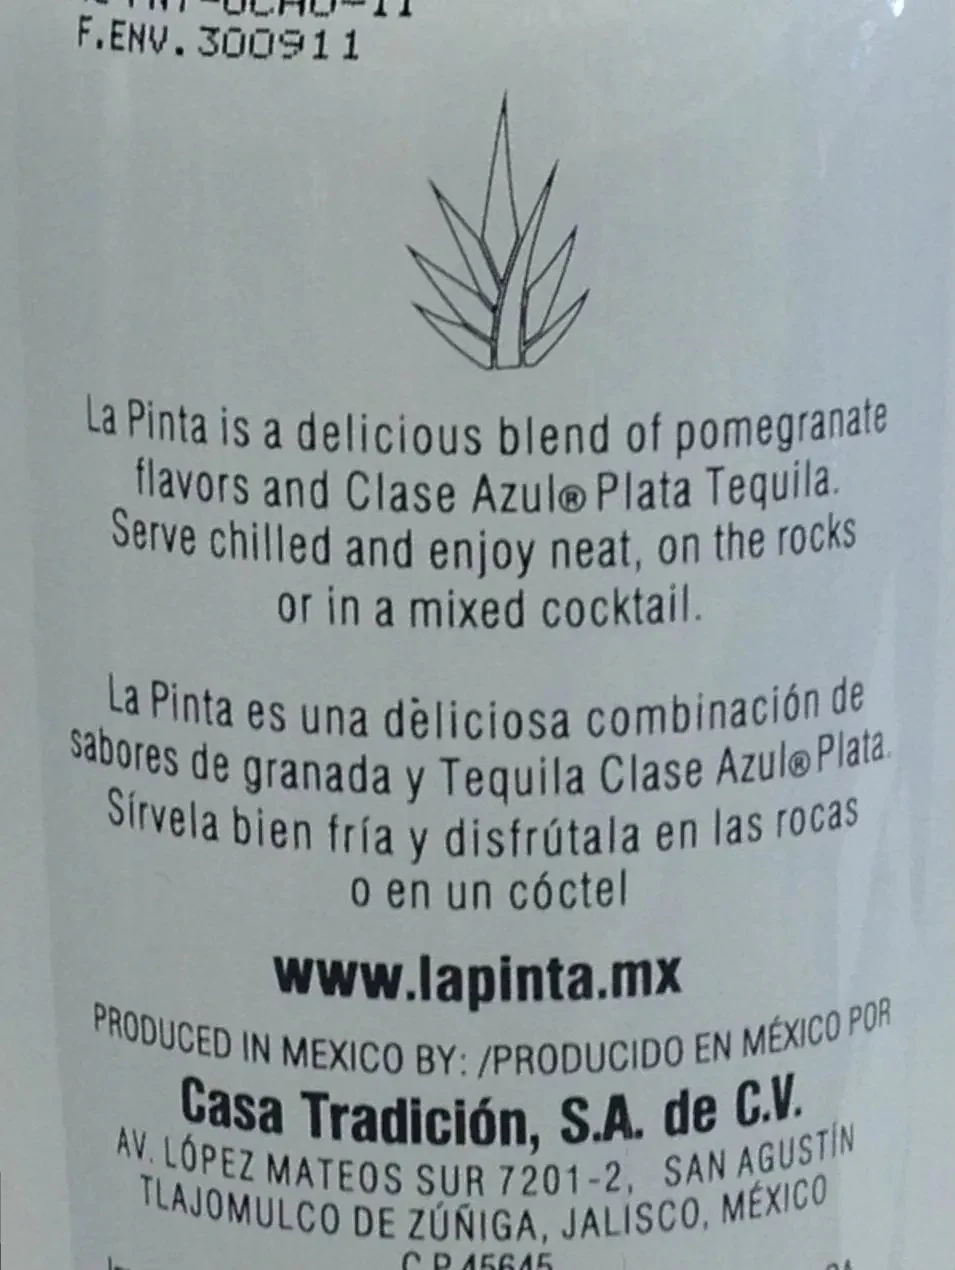 F.ENV.300911
La Pinta is a delicious blend of pomegranate
flavors and Clase Azul® Plata Tequila.
Serve chilled and enjoy neat, on the rocks
or in a mixed cocktail.
La Pinta es una dèliciosa combinación de
sabores de granada y Tequila Clase Azul® Plata.
Sírvela bien fría y disfrútala en las rocas
o en un cóctel
www.lapinta.mx
PRODUCED IN MEXICO BY: /PRODUCIDO EN MÉXICO POR
Casa Tradición, S.A. de C.V.
AV. LÓPEZ MATEOS SUR 7201-2, SAN AGUSTÍN
TLAJOMULCO DE ZÚÑIGA, JALISCO, MÉXICO
C.P. 45645